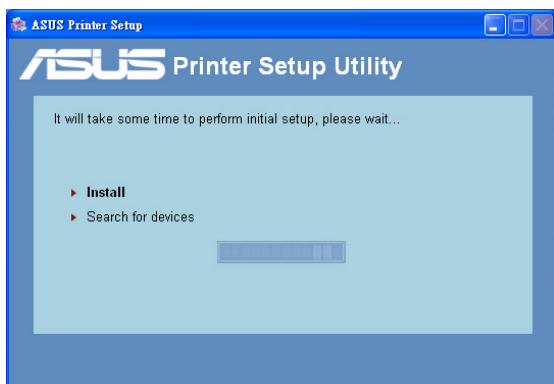 ASUS Printer Setup
ASUS Printer Setup Utility
It will take some time to perform initial setup, please wait...
Install
Search for devices